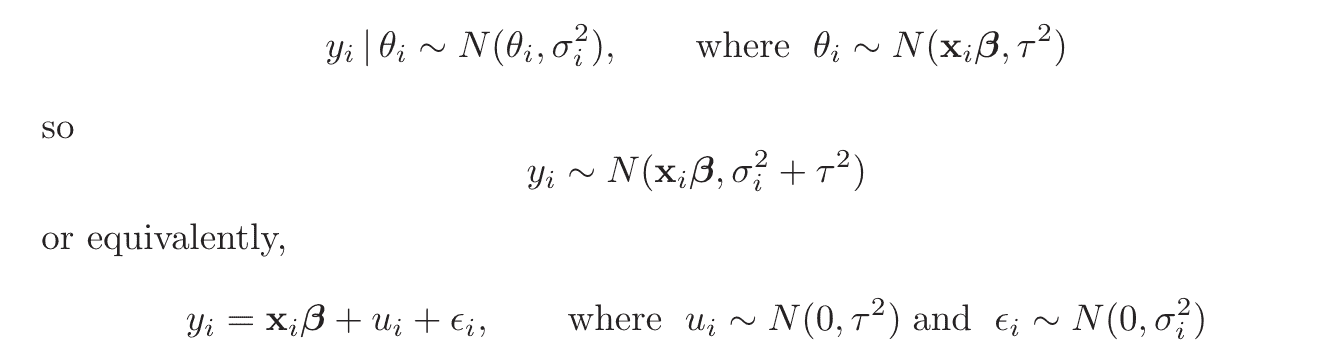 y_i | θ_i ∼ N(θ_i, σ_i^2), where θ_i ∼ N(x_iβ, τ^2)
so
y_i ∼ N(x_iβ, σ_i^2 + τ^2)
or equivalently,
y_i = x_iβ + u_i + ϵ_i, where u_i ∼ N(0, τ^2) and ϵ_i ∼ N(0, σ_i^2)